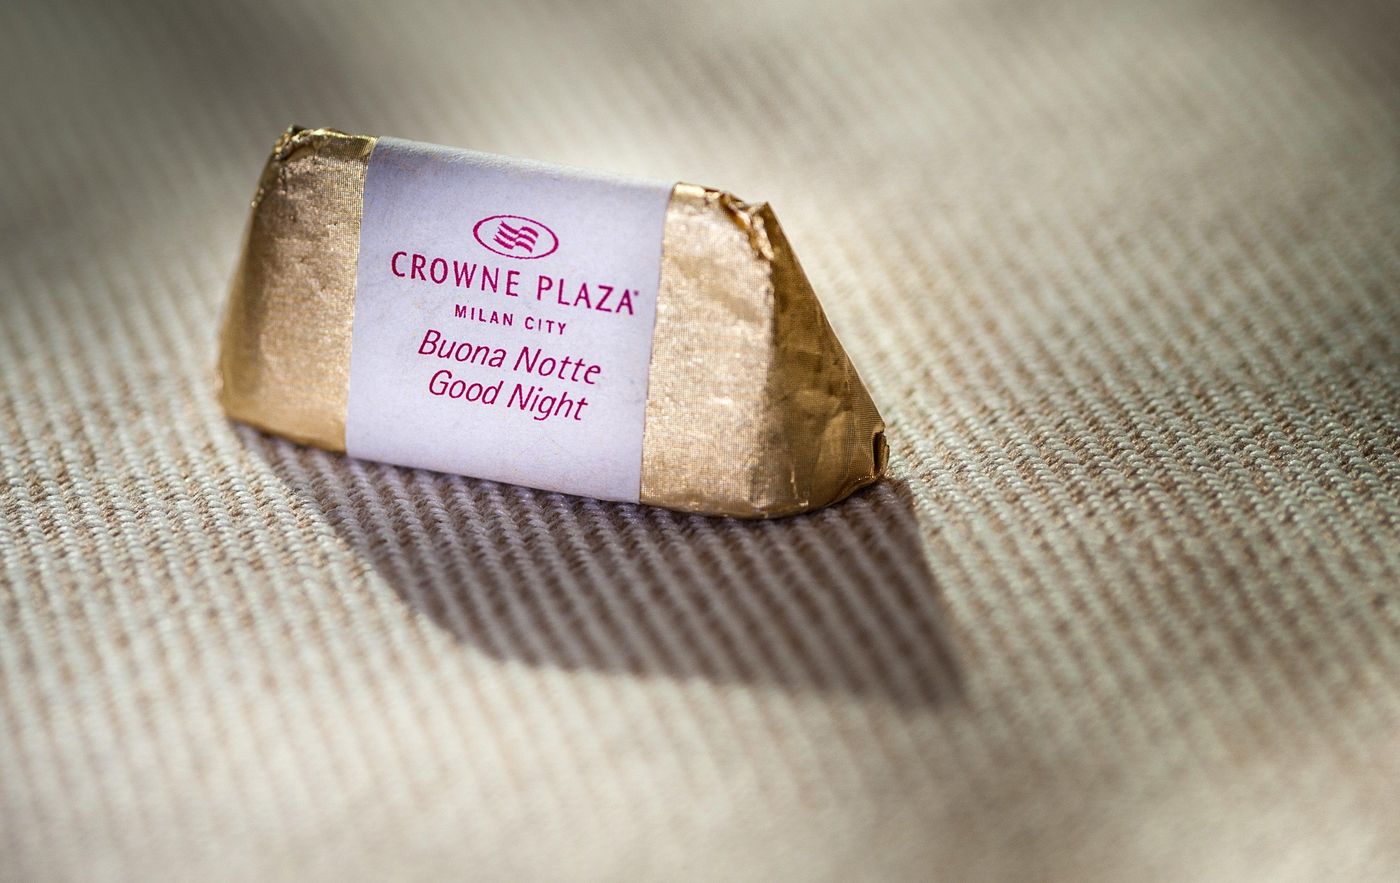 CROWNE PLAZA
MILAN CITY
Buona Notte
Good Night